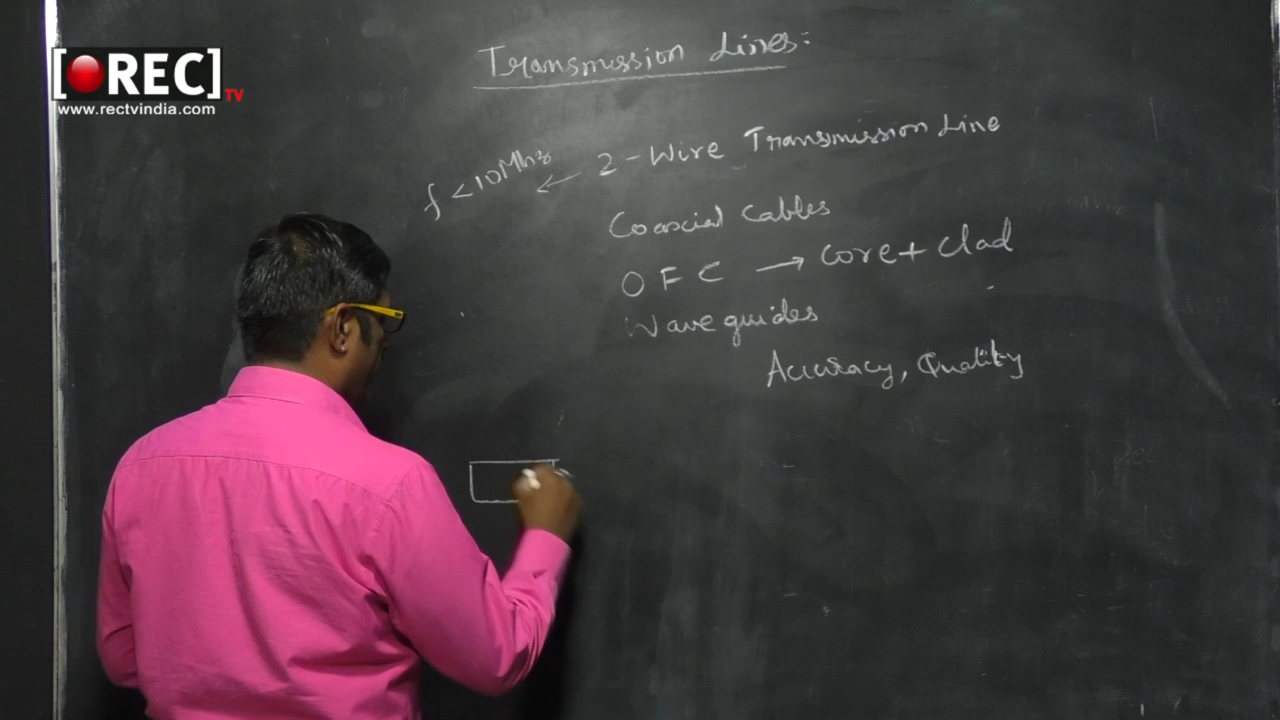 [REC]
TV
www.rectvindia.com
Transmission Lines:
f < 10Mhz ← 2-Wire Transmission Line
Coaxial Cables
OFC → Core + Clad
Wave guides
Accuracy, Quality